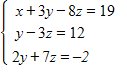 x + 3y − 8z = 19
y − 3z = 12
2y + 7z = −2